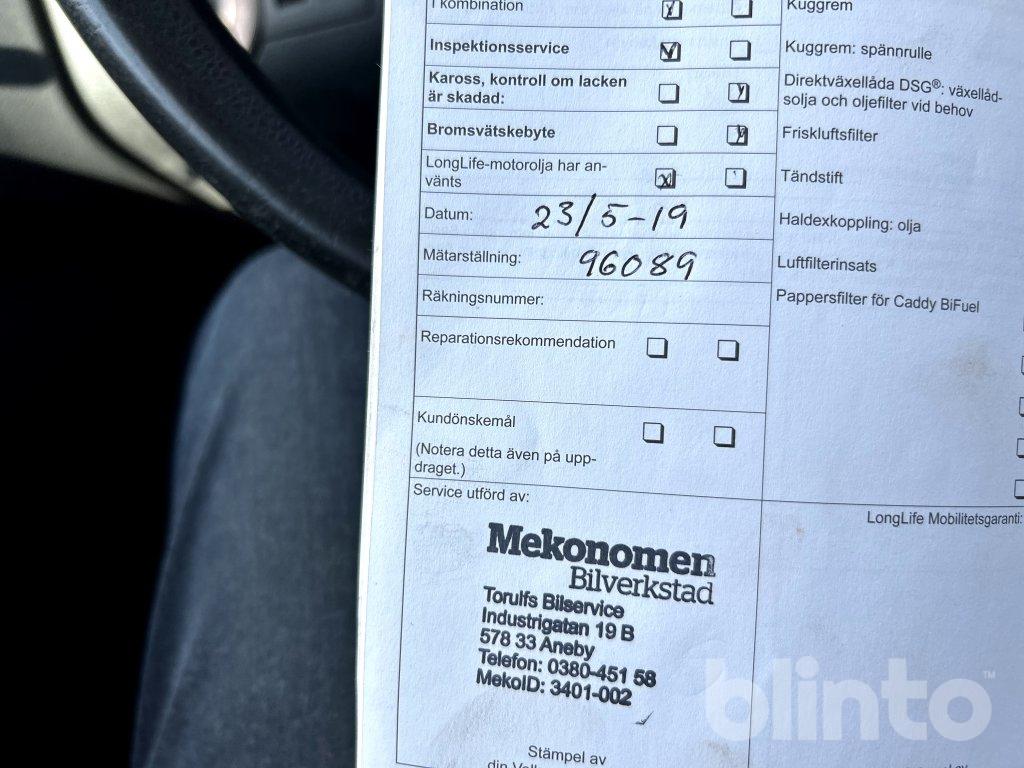 I kombination
Inspektionsservice
Kaross, kontroll om lacken
är skadad:
Bromsvätskebyte
LongLife-motorolja har an-
vänts
Datum: 23/5-19
Mätarställning: 96089
Räkningsnummer:
Reparationsrekommendation
Kundönskemål
(Notera detta även på upp-
draget.)
Service utförd av:
Mekonomen
Bilverkstad
Torulfs Bilservice
Industrigatan 19 B
578 33 Aneby
Telefon: 0380-451 58
MekoID: 3401-002
Stämpel av
din
Kuggrem
Kuggrem: spännrulle
Direktväxellåda DSG®: växellåd-
solja och oljefilter vid behov
Friskluftsfilter
Tändstift
Haldexkoppling: olja
Luftfilterinsats
Pappersfilter för Caddy BiFuel
LongLife Mobilitetsgaranti:
blinto™